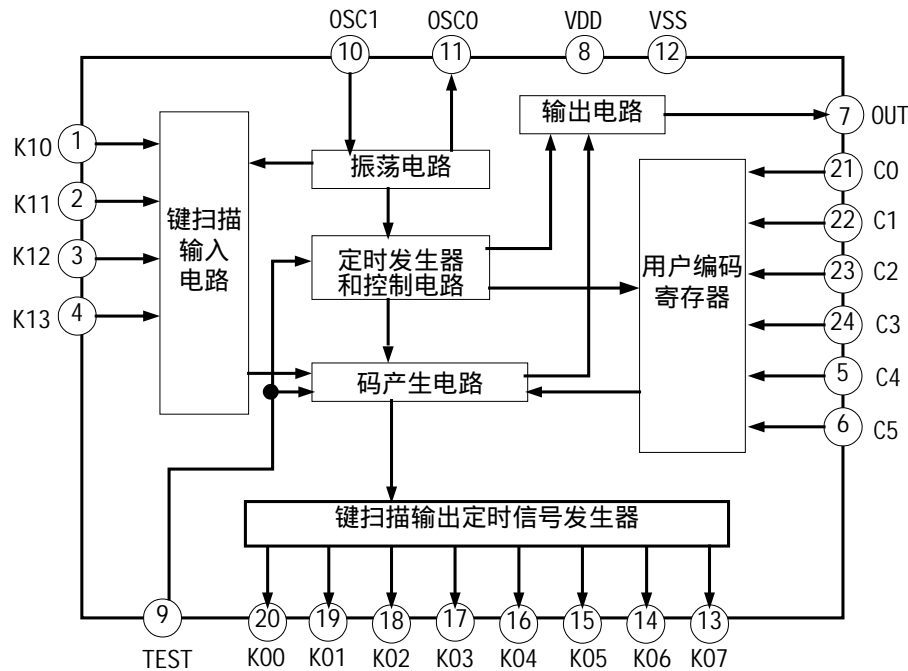 OSC1
OSCO
VDD
VSS
10
11
8
12
输出电路
7
OUT
K10
1
振荡电路
21
C0
K11
2
键扫描
输入
电路
22
C1
K12
3
定时发生器
和控制电路
用户编码
寄存器
23
C2
K13
4
24
C3
码产生电路
5
C4
6
C5
键扫描输出定时信号发生器
9
20
19
18
17
16
15
14
13
TEST
K00
K01
K02
K03
K04
K05
K06
K07